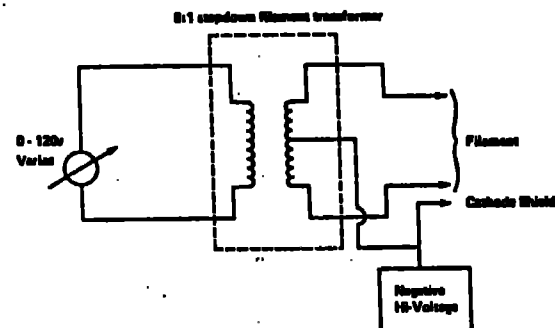 8:1 stepdown filament transformer
0 - 120v
Variac
Filament
Cathode Shield
Negative
Hi-Voltage